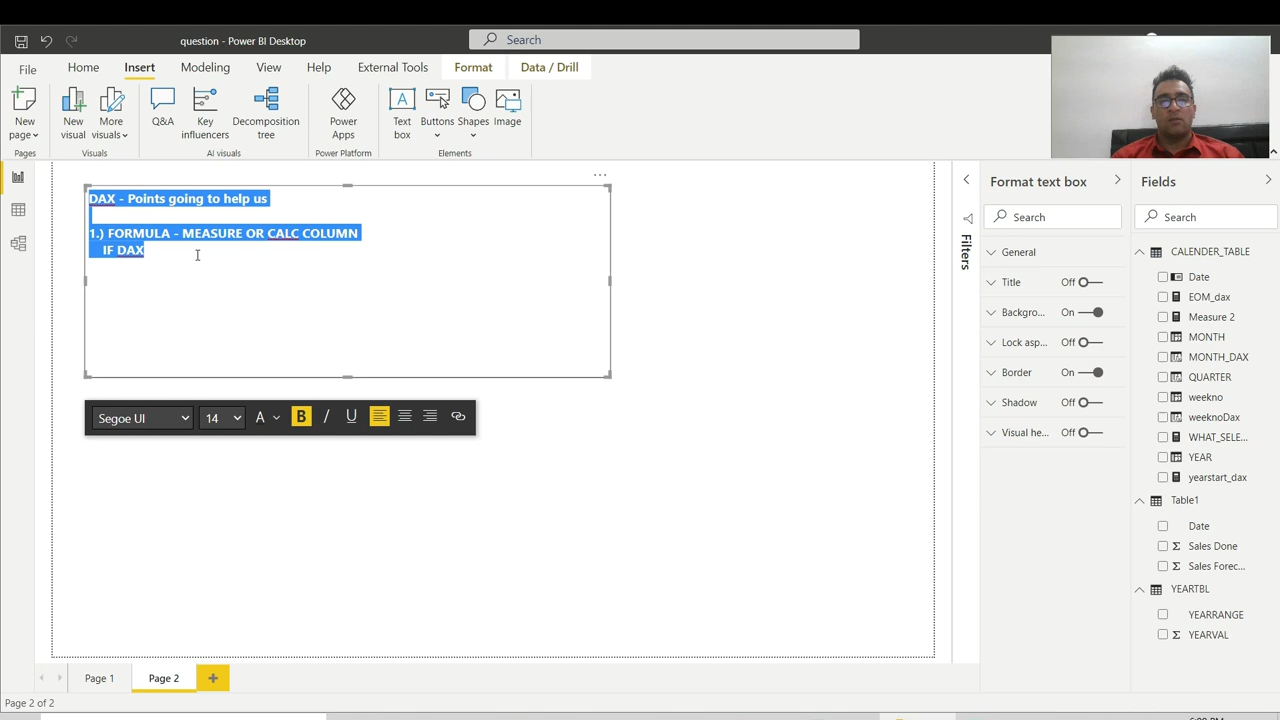 question - Power BI Desktop
Search
File
Home
Insert
Modeling
View
Help
External Tools
Format
Data / Drill
New page
New visual
More visuals
Q&A
Key influencers
Decomposition tree
Power Apps
Text box
Buttons
Shapes
Image
Pages
Visuals
AI visuals
Power Platform
Elements
DAX - Points going to help us
1.) FORMULA - MEASURE OR CALC COLUMN
IF DAX
Segoe UI
14
A
B
I
U
Filters
Format text box
Search
General
Title Off
Backgro... On
Lock asp... Off
Border On
Shadow Off
Visual he... Off
Fields
Search
CALENDER_TABLE
Date
EOM_dax
Measure 2
MONTH
MONTH_DAX
QUARTER
weekno
weeknoDax
WHAT_SELE...
YEAR
yearstart_dax
Table1
Date
Sales Done
Sales Forec...
YEARTBL
YEARRANGE
YEARVAL
Page 1
Page 2
Page 2 of 2